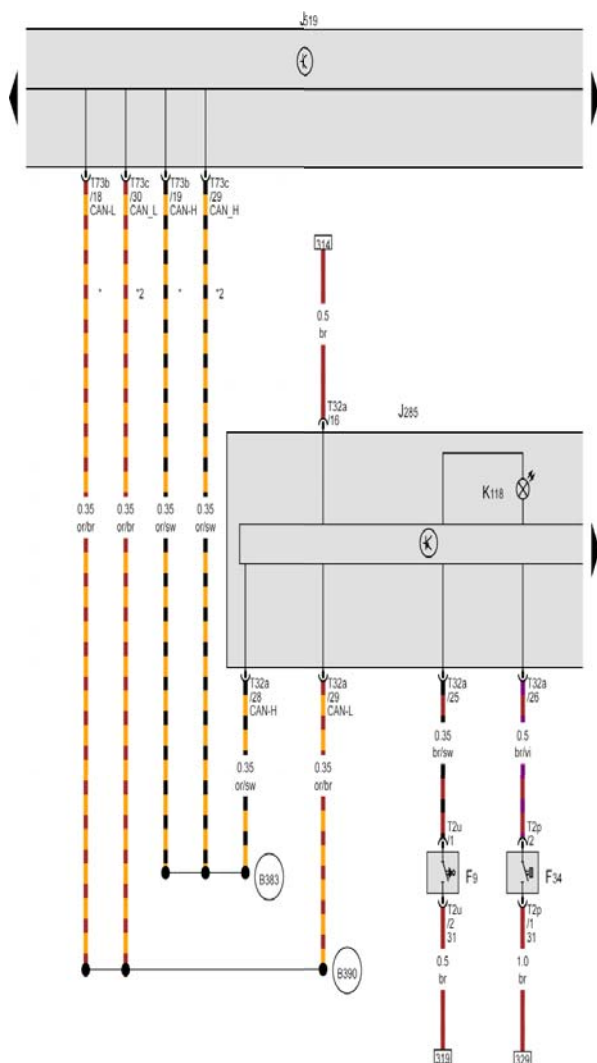 J519
T73b
/18
CAN-L
T73c
/30
CAN_L
T73b
/19
CAN-H
T73c
/29
CAN_H
*
*2
*
*2
314
0.5
br
T32a
/16
J285
K118
0.35
or/br
0.35
or/br
0.35
or/sw
0.35
or/sw
T32a
/28
CAN-H
T32a
/29
CAN-L
T32a
/25
T32a
/26
0.35
or/sw
0.35
or/br
0.35
br/sw
0.5
br/vi
T2u
/1
T2p
/2
B383
F9
F34
T2u
/2
31
T2p
/1
31
B390
0.5
br
1.0
br
319
329